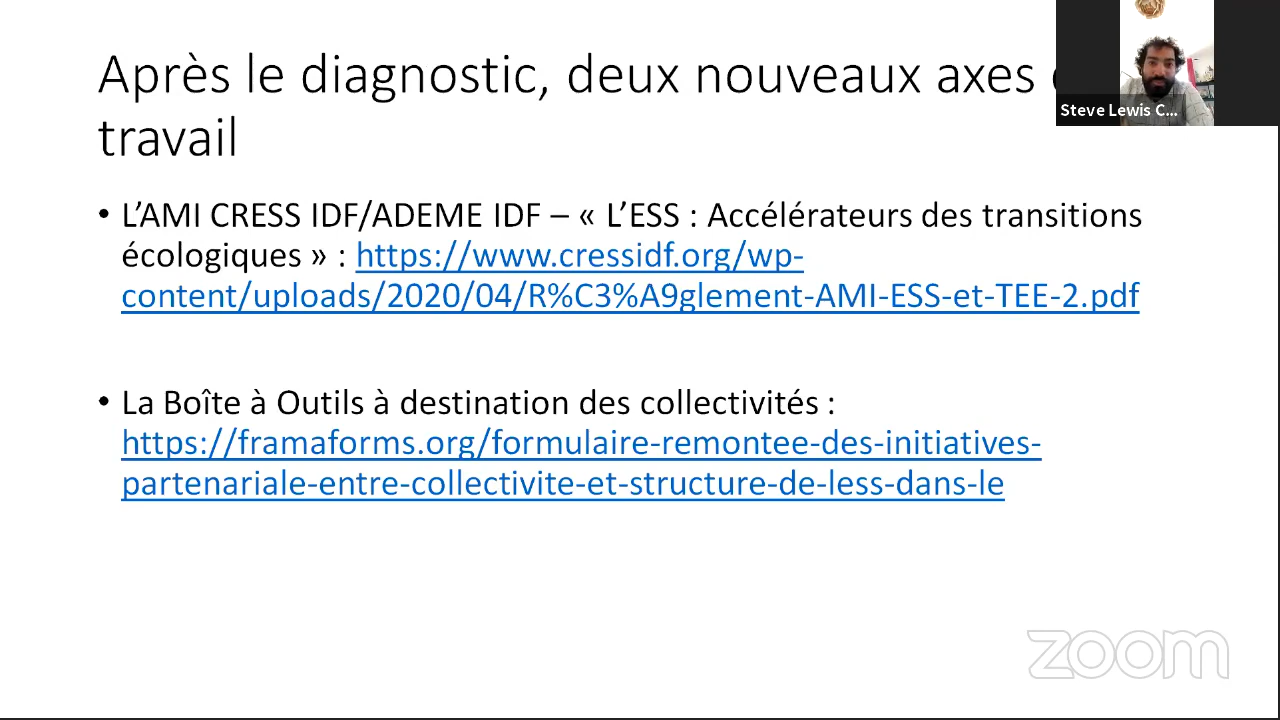 Après le diagnostic, deux nouveaux axes
travail
Steve Lewis C...
• L'AMI CRESS IDF/ADEME IDF – « L'ESS : Accélérateurs des transitions
écologiques » : https://www.cressidf.org/wp-
content/uploads/2020/04/R%C3%A9glement-AMI-ESS-et-TEE-2.pdf
• La Boîte à Outils à destination des collectivités :
https://framaforms.org/formulaire-remontee-des-initiatives-
partenariale-entre-collectivite-et-structure-de-less-dans-le
zoom